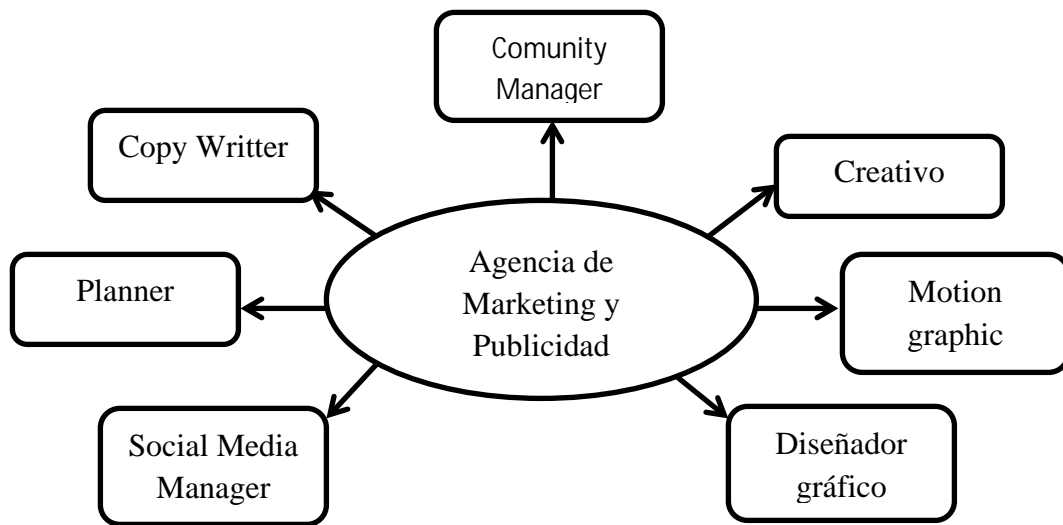 Comunity
Manager
Copy Writter
Creativo
Planner
Agencia de
Marketing y
Publicidad
Motion
graphic
Social Media
Manager
Diseñador
gráfico